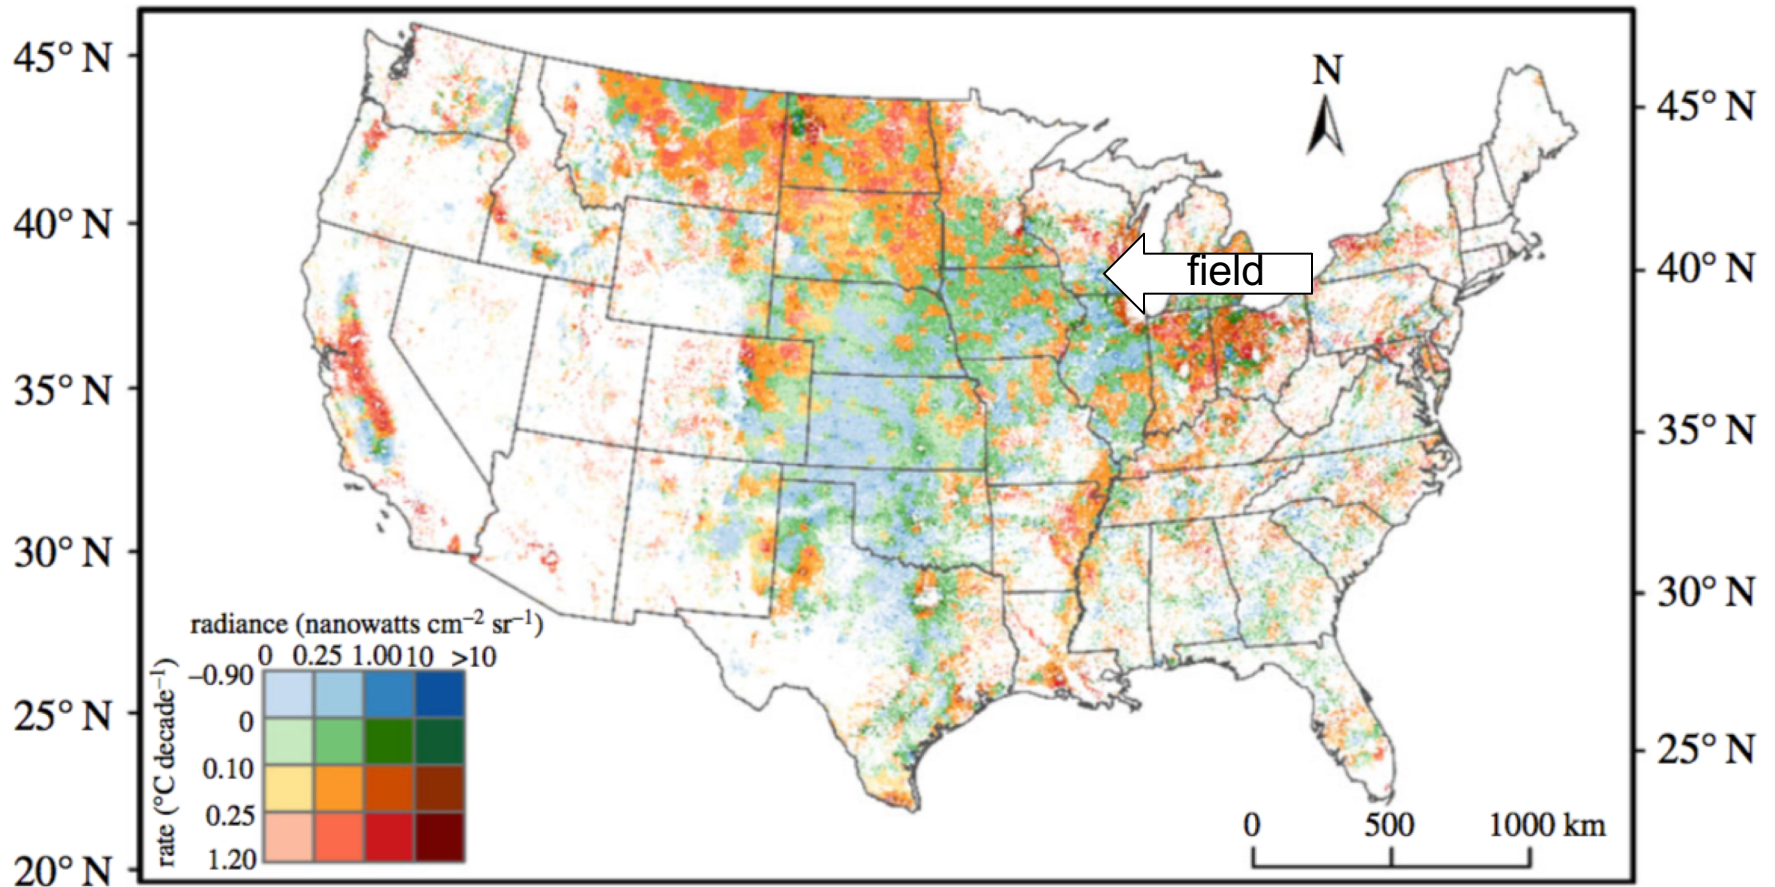 45° N
40° N
35° N
30° N
25° N
20° N
N
field
45° N
40° N
35° N
30° N
25° N
radiance (nanowatts cm⁻² sr⁻¹)
0 0.25 1.00 10 >10
rate (°C decade⁻¹)
−0.90
0
0.10
0.25
1.20
0 500 1000 km